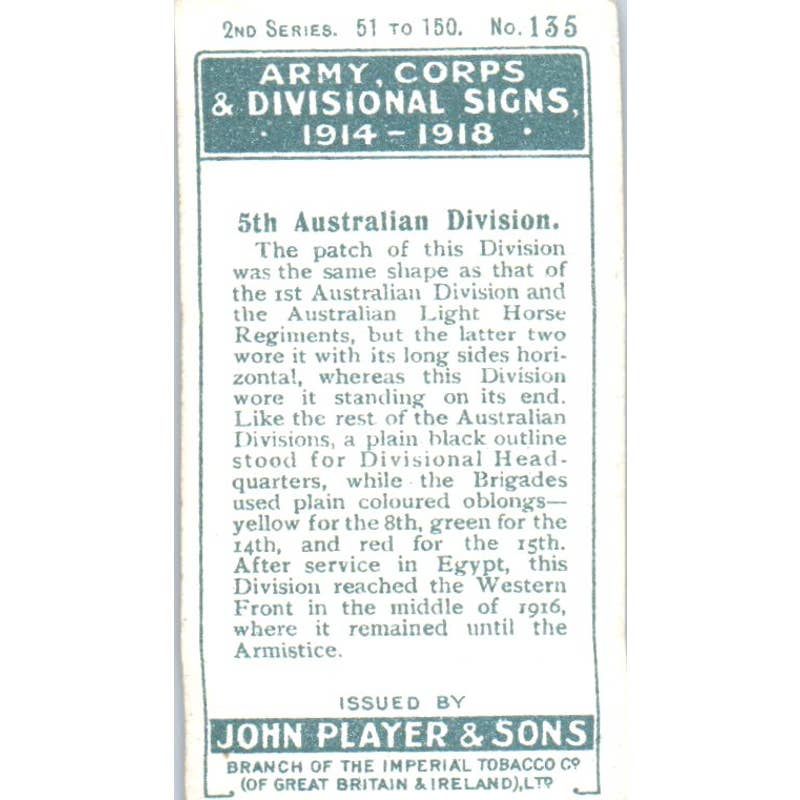 2ND SERIES. 51 TO 150. No. 135
ARMY, CORPS
& DIVISIONAL SIGNS,
· 1914 – 1918 ·
5th Australian Division.
The patch of this Division
was the same shape as that of
the 1st Australian Division and
the Australian Light Horse
Regiments, but the latter two
wore it with its long sides hori-
zontal, whereas this Division
wore it standing on its end.
Like the rest of the Australian
Divisions, a plain black outline
stood for Divisional Head-
quarters, while the Brigades
used plain coloured oblongs—
yellow for the 8th, green for the
14th, and red for the 15th.
After service in Egypt, this
Division reached the Western
Front in the middle of 1916,
where it remained until the
Armistice.
ISSUED BY
JOHN PLAYER & SONS
BRANCH OF THE IMPERIAL TOBACCO Co
(OF GREAT BRITAIN & IRELAND), LTD